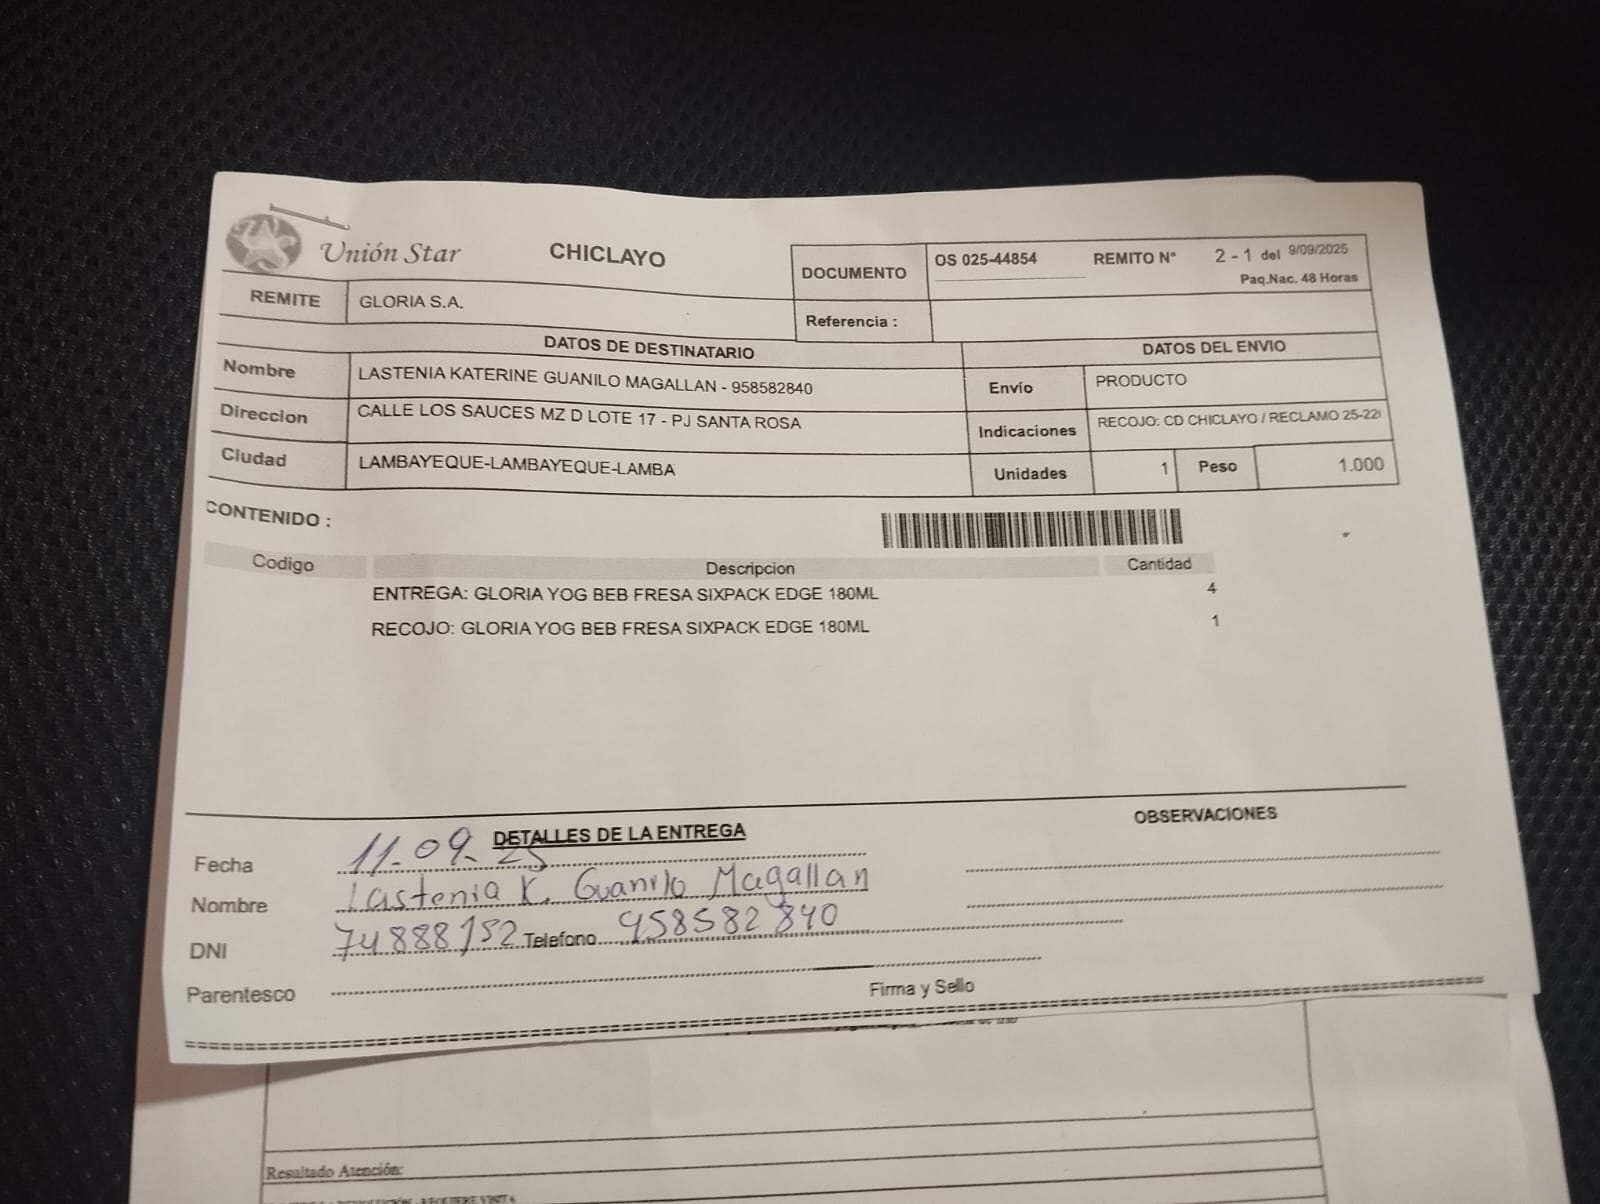 Unión Star
CHICLAYO
DOCUMENTO
OS 025-44854
REMITO N°
2 - 1 del 9/09/2025
Paq.Nac. 48 Horas
REMITE
GLORIA S.A.
Referencia :
DATOS DE DESTINATARIO
DATOS DEL ENVIO
Nombre
LASTENIA KATERINE GUANILO MAGALLAN - 958582840
Envío
PRODUCTO
Direccion
CALLE LOS SAUCES MZ D LOTE 17 - PJ SANTA ROSA
Indicaciones
RECOJO: CD CHICLAYO / RECLAMO 25-22
Ciudad
LAMBAYEQUE-LAMBAYEQUE-LAMBA
Unidades
1
Peso
1.000
CONTENIDO :
Codigo
Descripcion
Cantidad
ENTREGA: GLORIA YOG BEB FRESA SIXPACK EDGE 180ML
4
RECOJO: GLORIA YOG BEB FRESA SIXPACK EDGE 180ML
1
DETALLES DE LA ENTREGA
OBSERVACIONES
Fecha 11-09-25
Nombre Lastenia K. Guanilo Magallan
DNI 74888152 Telefono 958582840
Parentesco
Firma y Sello
Resultado Atención: